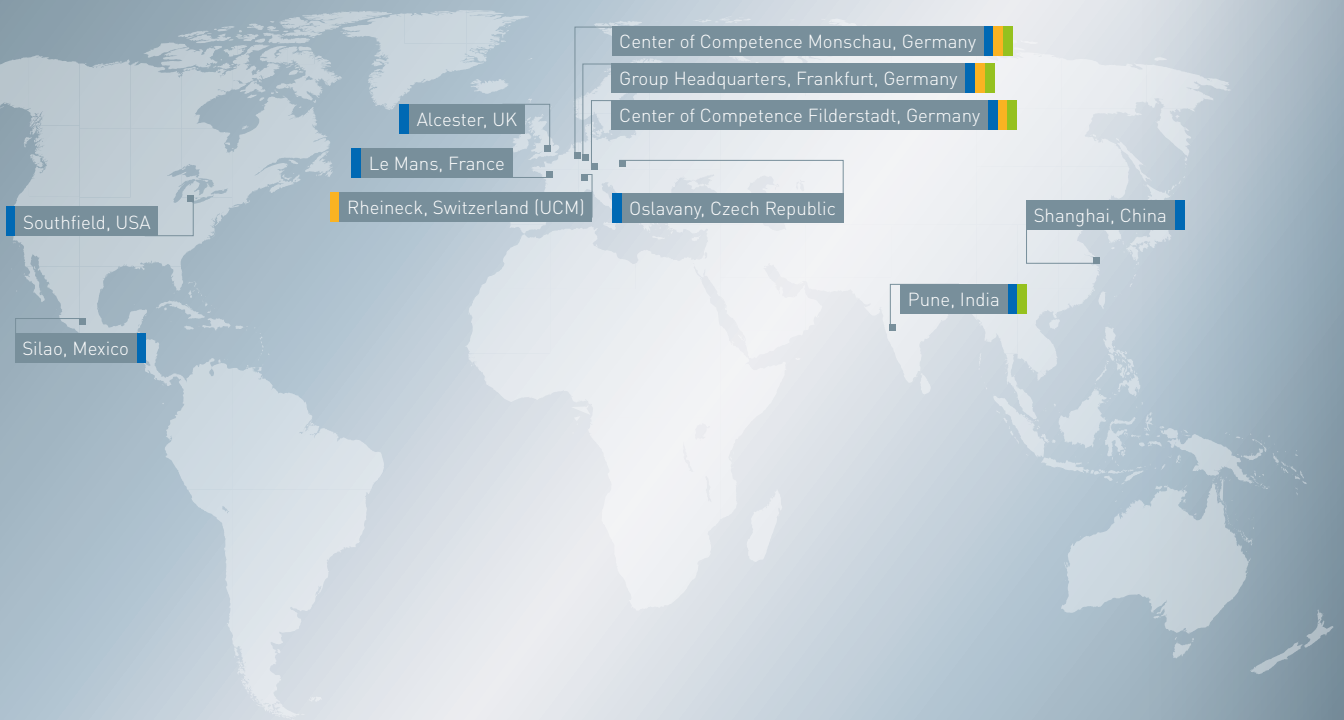 Center of Competence Monschau, Germany
Group Headquarters, Frankfurt, Germany
Center of Competence Filderstadt, Germany
Alcester, UK
Le Mans, France
Rheineck, Switzerland (UCM)
Oslavany, Czech Republic
Southfield, USA
Shanghai, China
Pune, India
Silao, Mexico